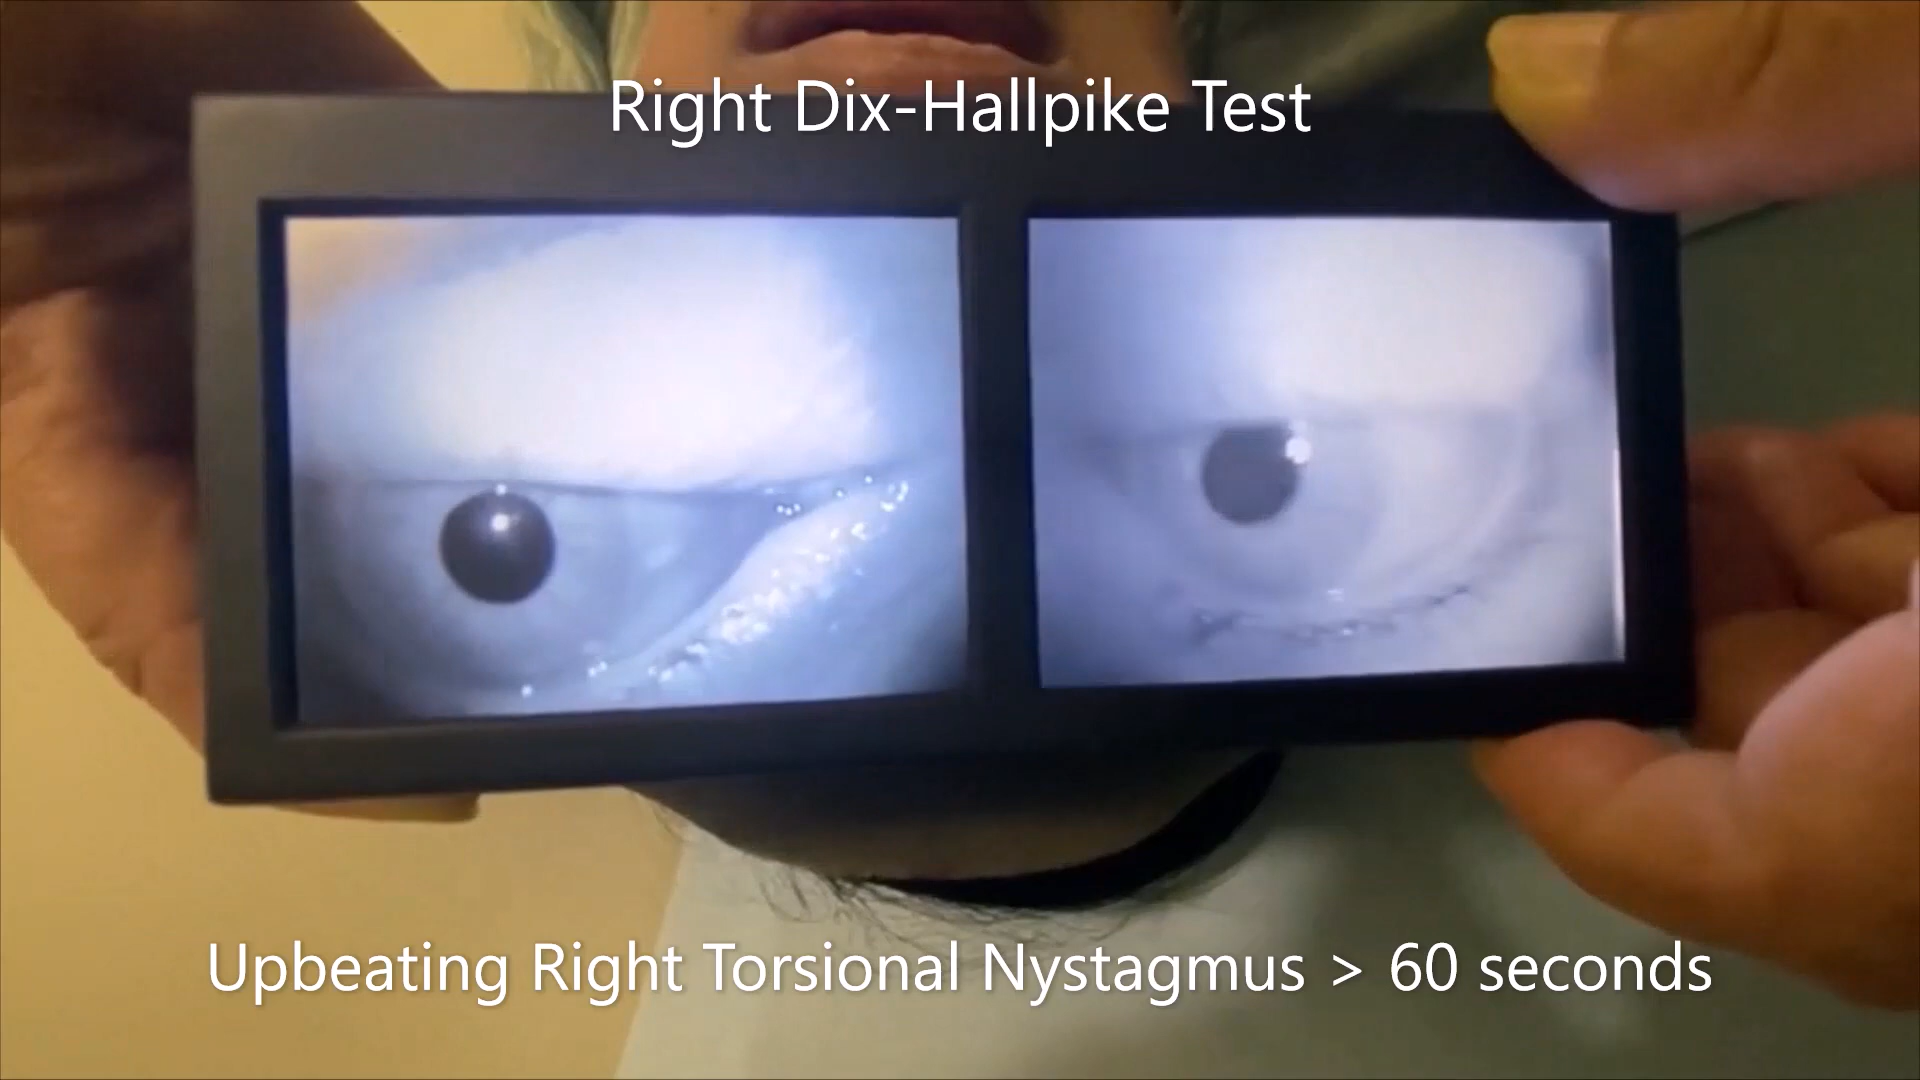 Right Dix-Hallpike Test
Upbeating Right Torsional Nystagmus > 60 seconds